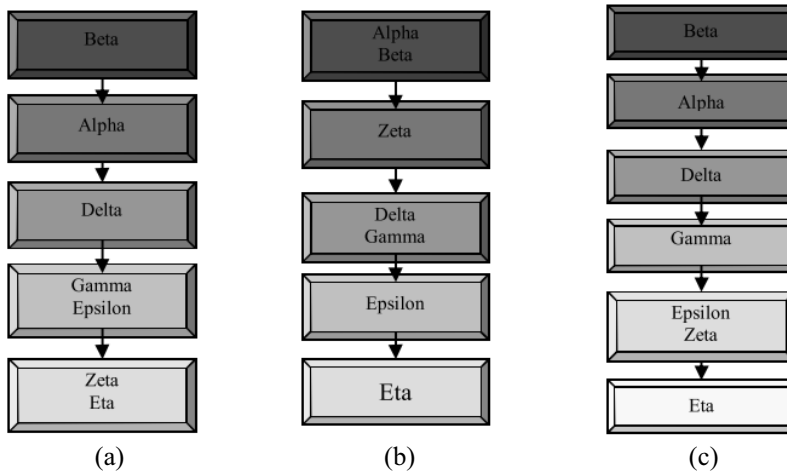 Beta
Alpha
Delta
Gamma
Epsilon
Zeta
Eta
(a)
Alpha
Beta
Zeta
Delta
Gamma
Epsilon
Eta
(b)
Beta
Alpha
Delta
Gamma
Epsilon
Zeta
Eta
(c)